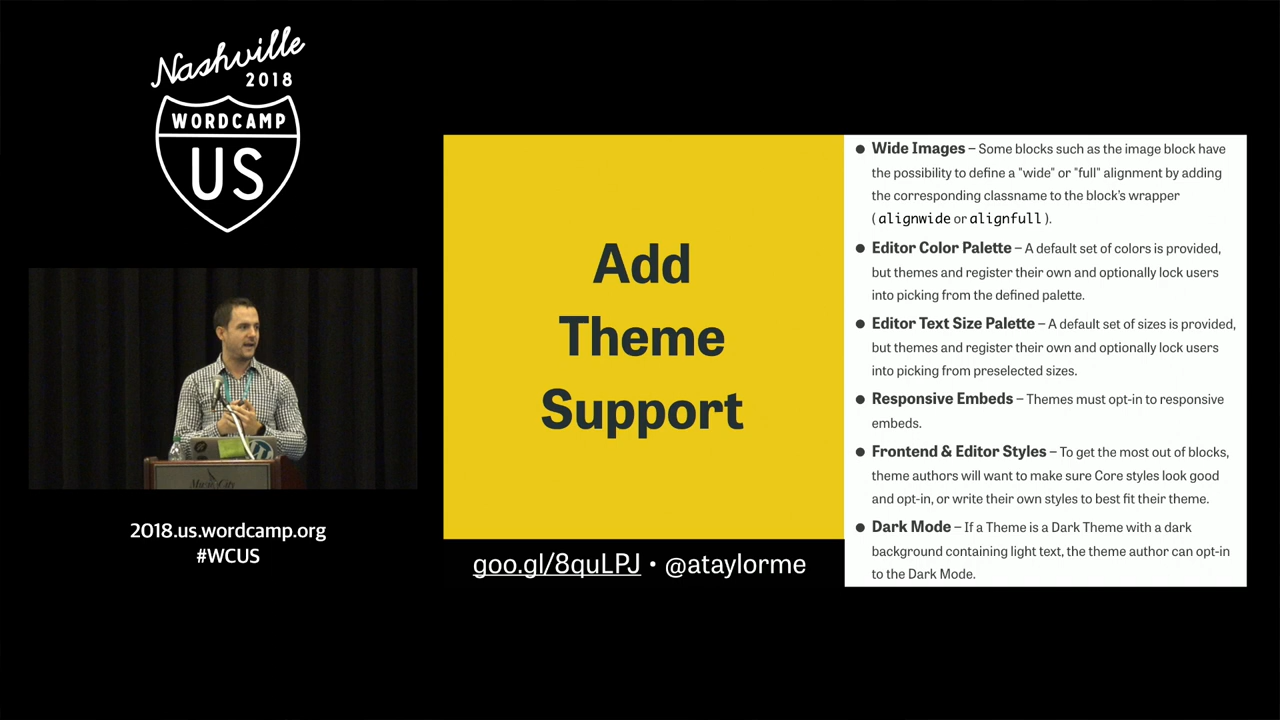 Nashville
2018
WORDCAMP
US
2018.us.wordcamp.org
#WCUS
Add
Theme
Support
goo.gl/8quLPJ • @ataylorme
● Wide Images – Some blocks such as the image block have
the possibility to define a "wide" or "full" alignment by adding
the corresponding classname to the block's wrapper
( alignwide or alignfull ).
● Editor Color Palette – A default set of colors is provided,
but themes and register their own and optionally lock users
into picking from the defined palette.
● Editor Text Size Palette – A default set of sizes is provided,
but themes and register their own and optionally lock users
into picking from preselected sizes.
● Responsive Embeds – Themes must opt-in to responsive
embeds.
● Frontend & Editor Styles – To get the most out of blocks,
theme authors will want to make sure Core styles look good
and opt-in, or write their own styles to best fit their theme.
● Dark Mode – If a Theme is a Dark Theme with a dark
background containing light text, the theme author can opt-in
to the Dark Mode.